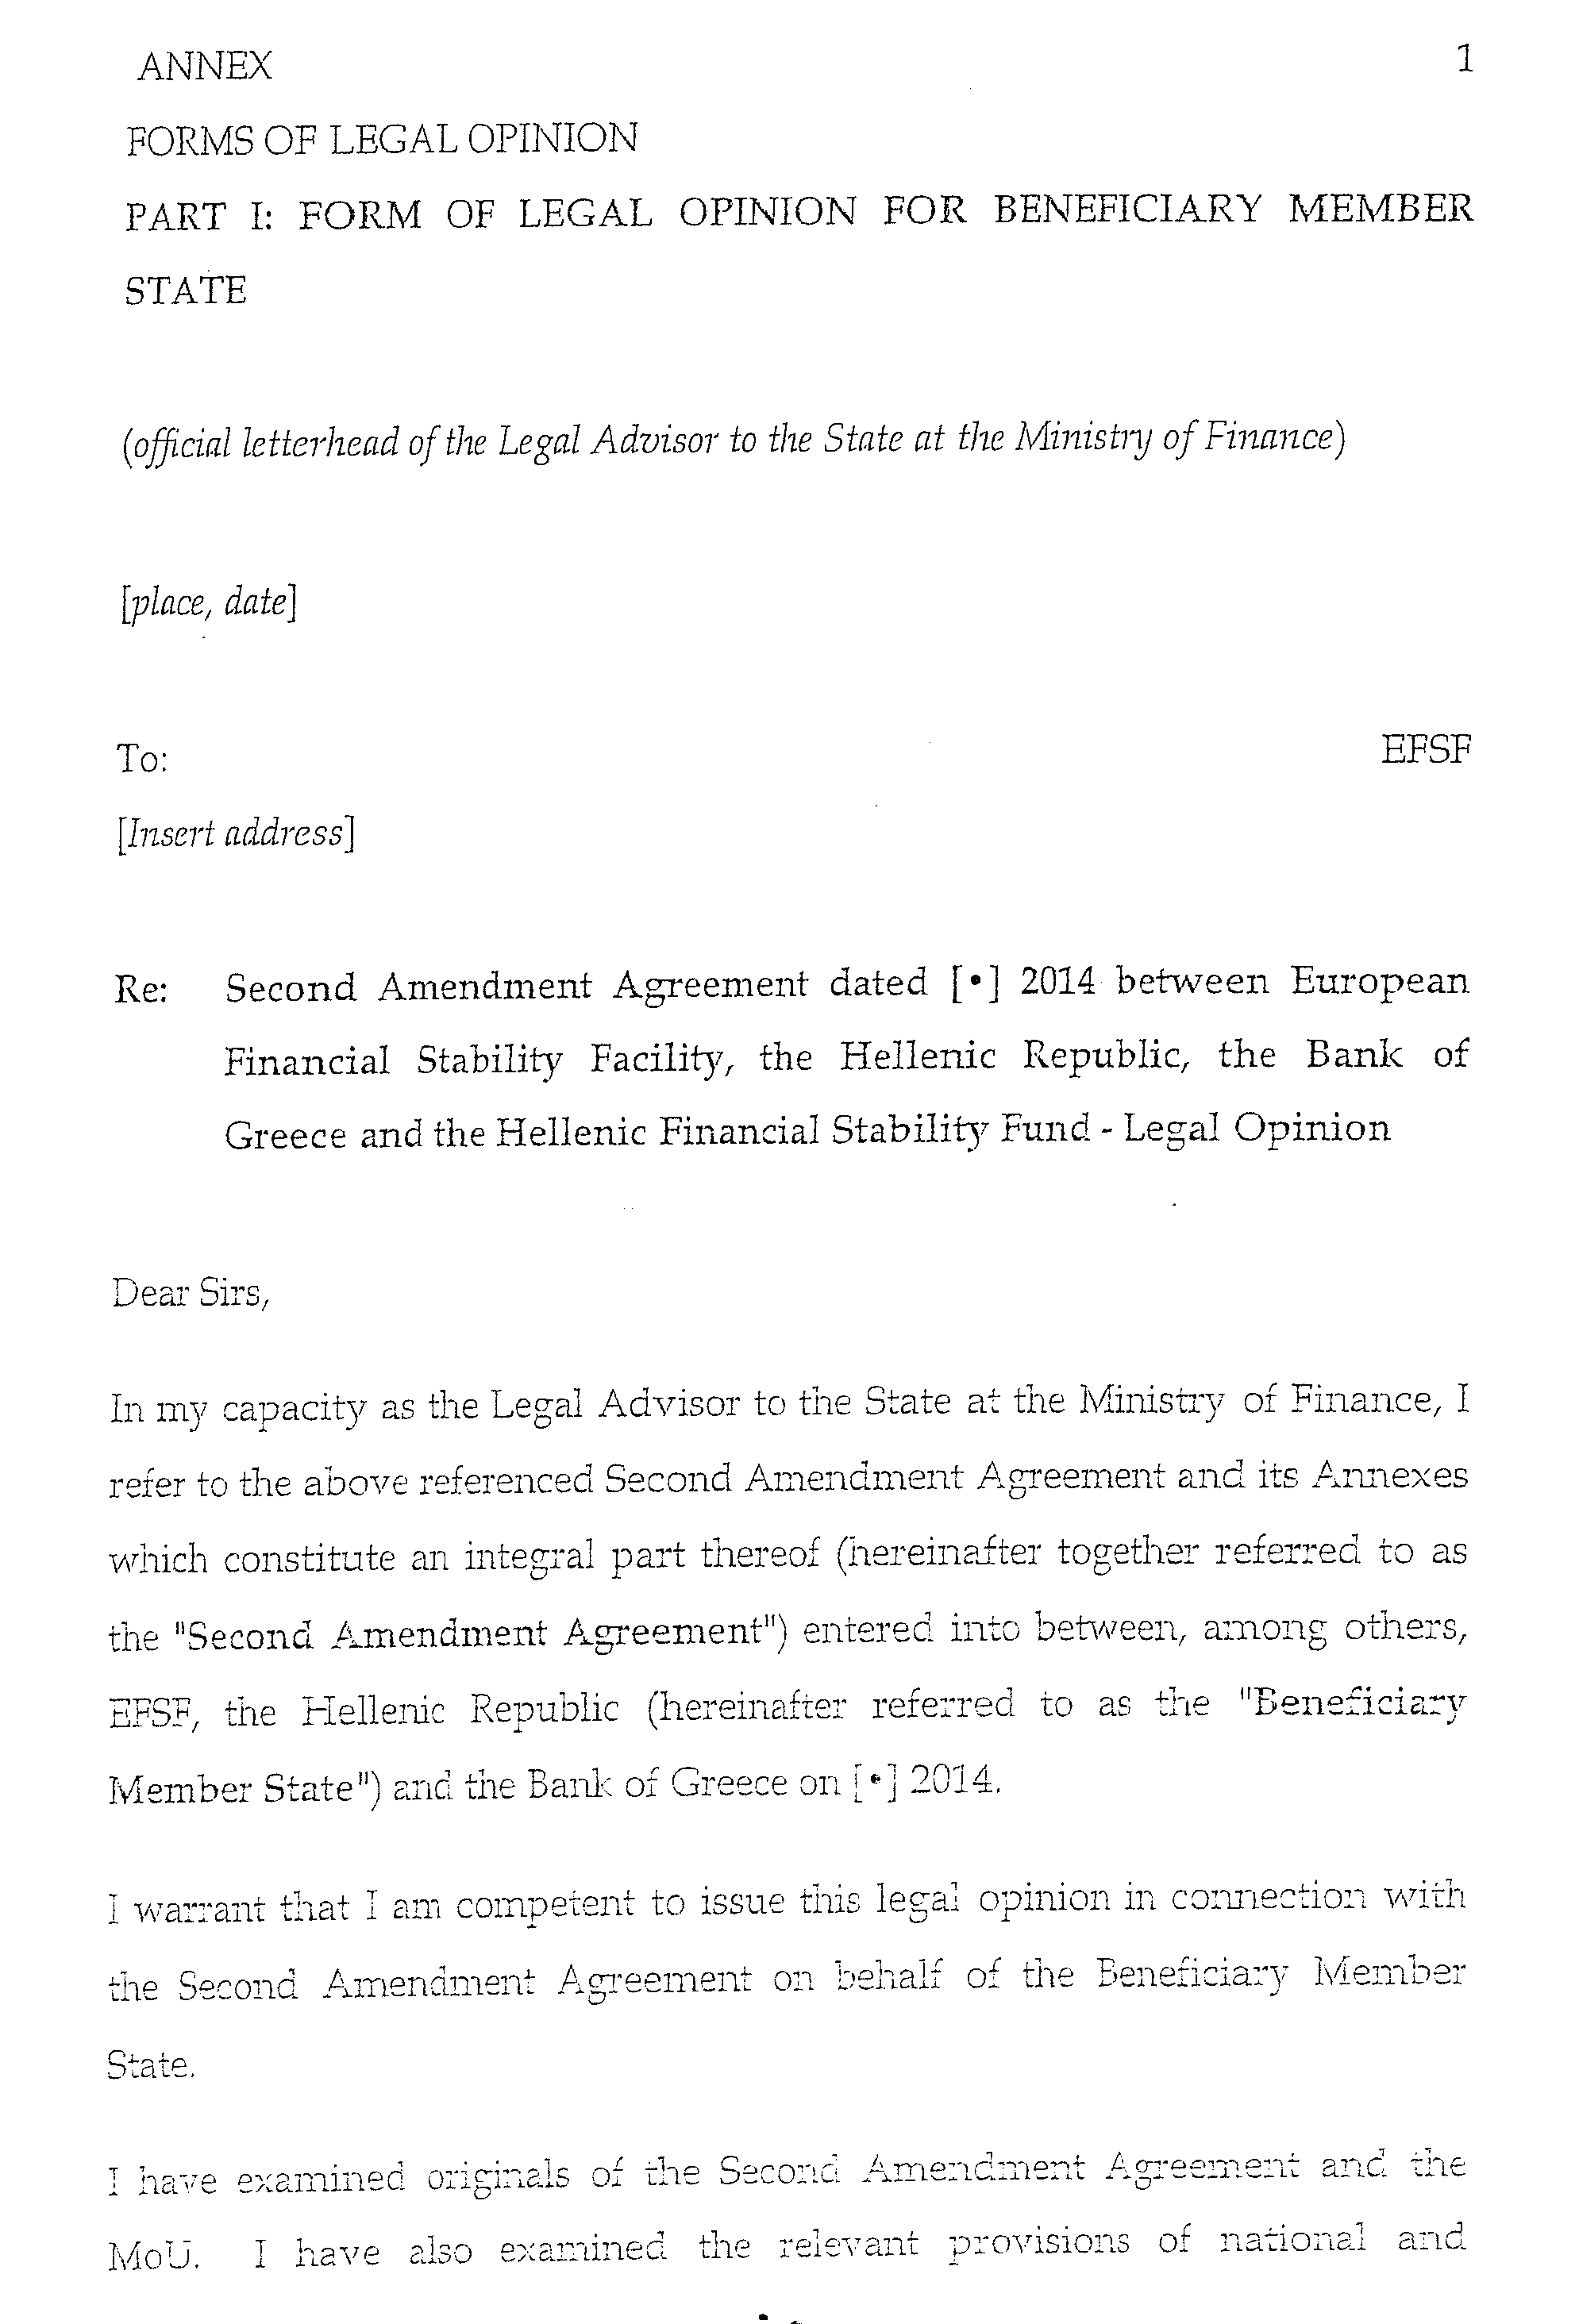 ANNEX 1
FORMS OF LEGAL OPINION
PART I: FORM OF LEGAL OPINION FOR BENEFICIARY MEMBER
STATE
(official letterhead of the Legal Advisor to the State at the Ministry of Finance)
[place, date]
To: EFSF
[Insert address]
Re: Second Amendment Agreement dated [•] 2014 between European
Financial Stability Facility, the Hellenic Republic, the Bank of
Greece and the Hellenic Financial Stability Fund - Legal Opinion
Dear Sirs,
In my capacity as the Legal Advisor to the State at the Ministry of Finance, I
refer to the above referenced Second Amendment Agreement and its Annexes
which constitute an integral part thereof (hereinafter together referred to as
the "Second Amendment Agreement") entered into between, among others,
EFSF, the Hellenic Republic (hereinafter referred to as the "Beneficiary
Member State") and the Bank of Greece on [•] 2014.
I warrant that I am competent to issue this legal opinion in connection with
the Second Amendment Agreement on behalf of the Beneficiary Member
State.
I have examined originals of the Second Amendment Agreement and the
MoU. I have also examined the relevant provisions of national and